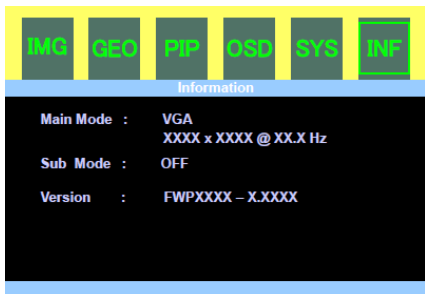 IMG GEO PIP OSD SYS INF
Information
Main Mode : VGA
XXXX x XXXX @ XX.X Hz
Sub Mode : OFF
Version : FWPXXXX – X.XXXX